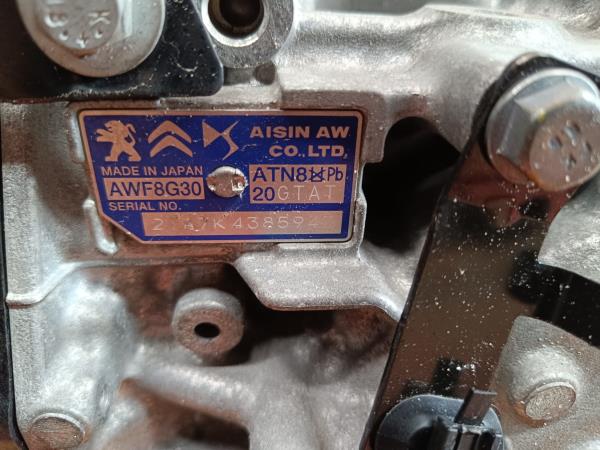 AISIN AW
CO.,LTD.
MADE IN JAPAN
AWF8G30
ATN8
Pb
20GTAT
SERIAL NO.